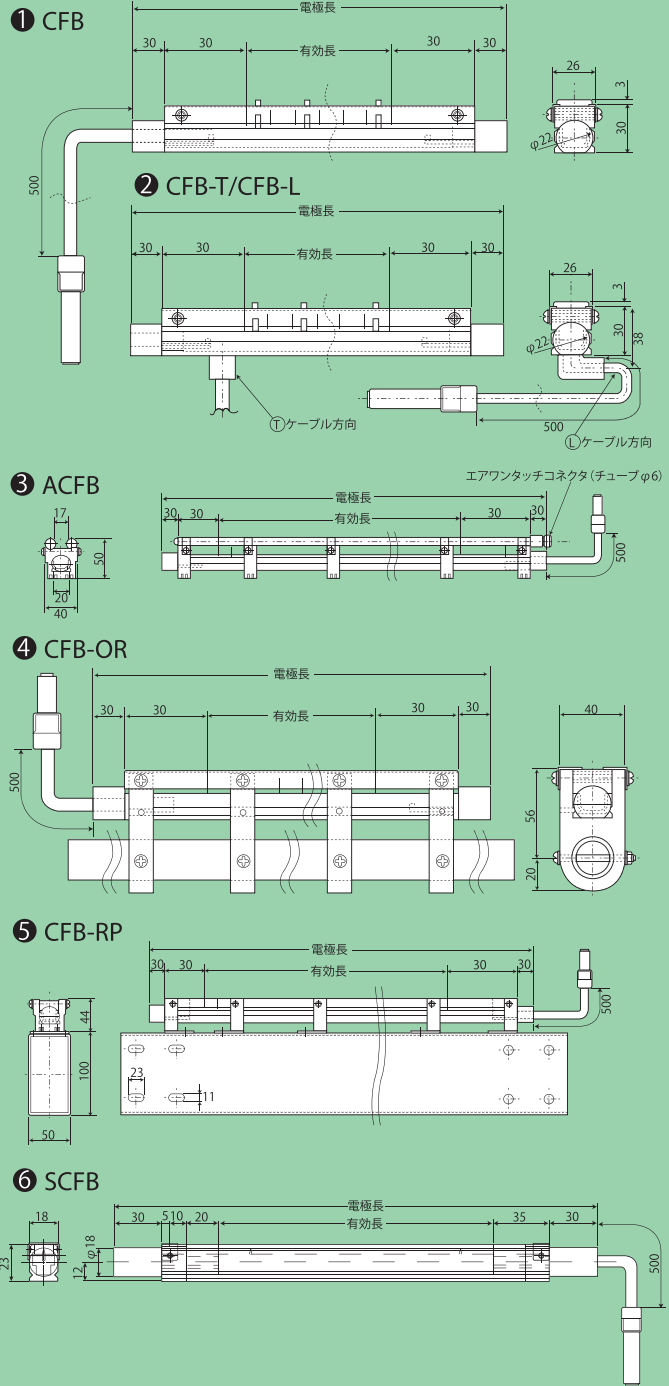 ❶ CFB
電極長
30 30 有効長 30 30
26
3
30
φ22
500
❷ CFB-T/CFB-L
電極長
30 30 有効長 30 30
26
3
30
38
φ22
500
Ⓣケーブル方向
Ⓛケーブル方向
❸ ACFB
エアワンタッチコネクタ（チューブφ6）
電極長
30 30 有効長 30 30
17
50
20
40
500
❹ CFB-OR
電極長
30 30 有効長 30 30
500
40
56
20
❺ CFB-RP
電極長
30 30 有効長 30 30
500
44
100
50
23
11
❻ SCFB
電極長
30 5 10 20 有効長 35 30
18
23
φ18
12
500